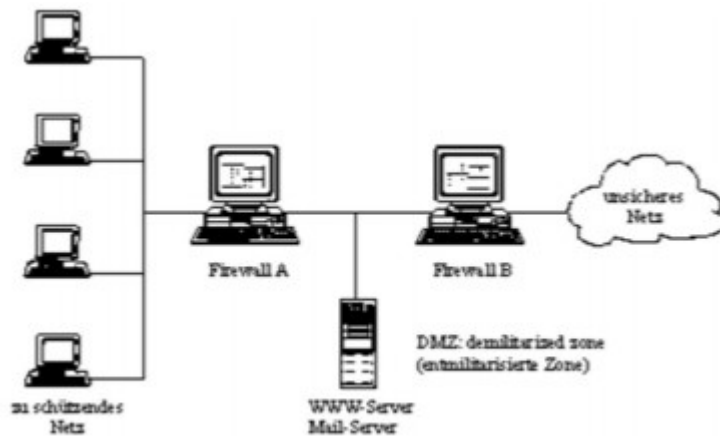 unsicheres
Netz
Firewall A
Firewall B
DMZ: demilitarized zone
(entmilitarisierte Zone)
zu schützendes
Netz
WWW-Server
Mail-Server